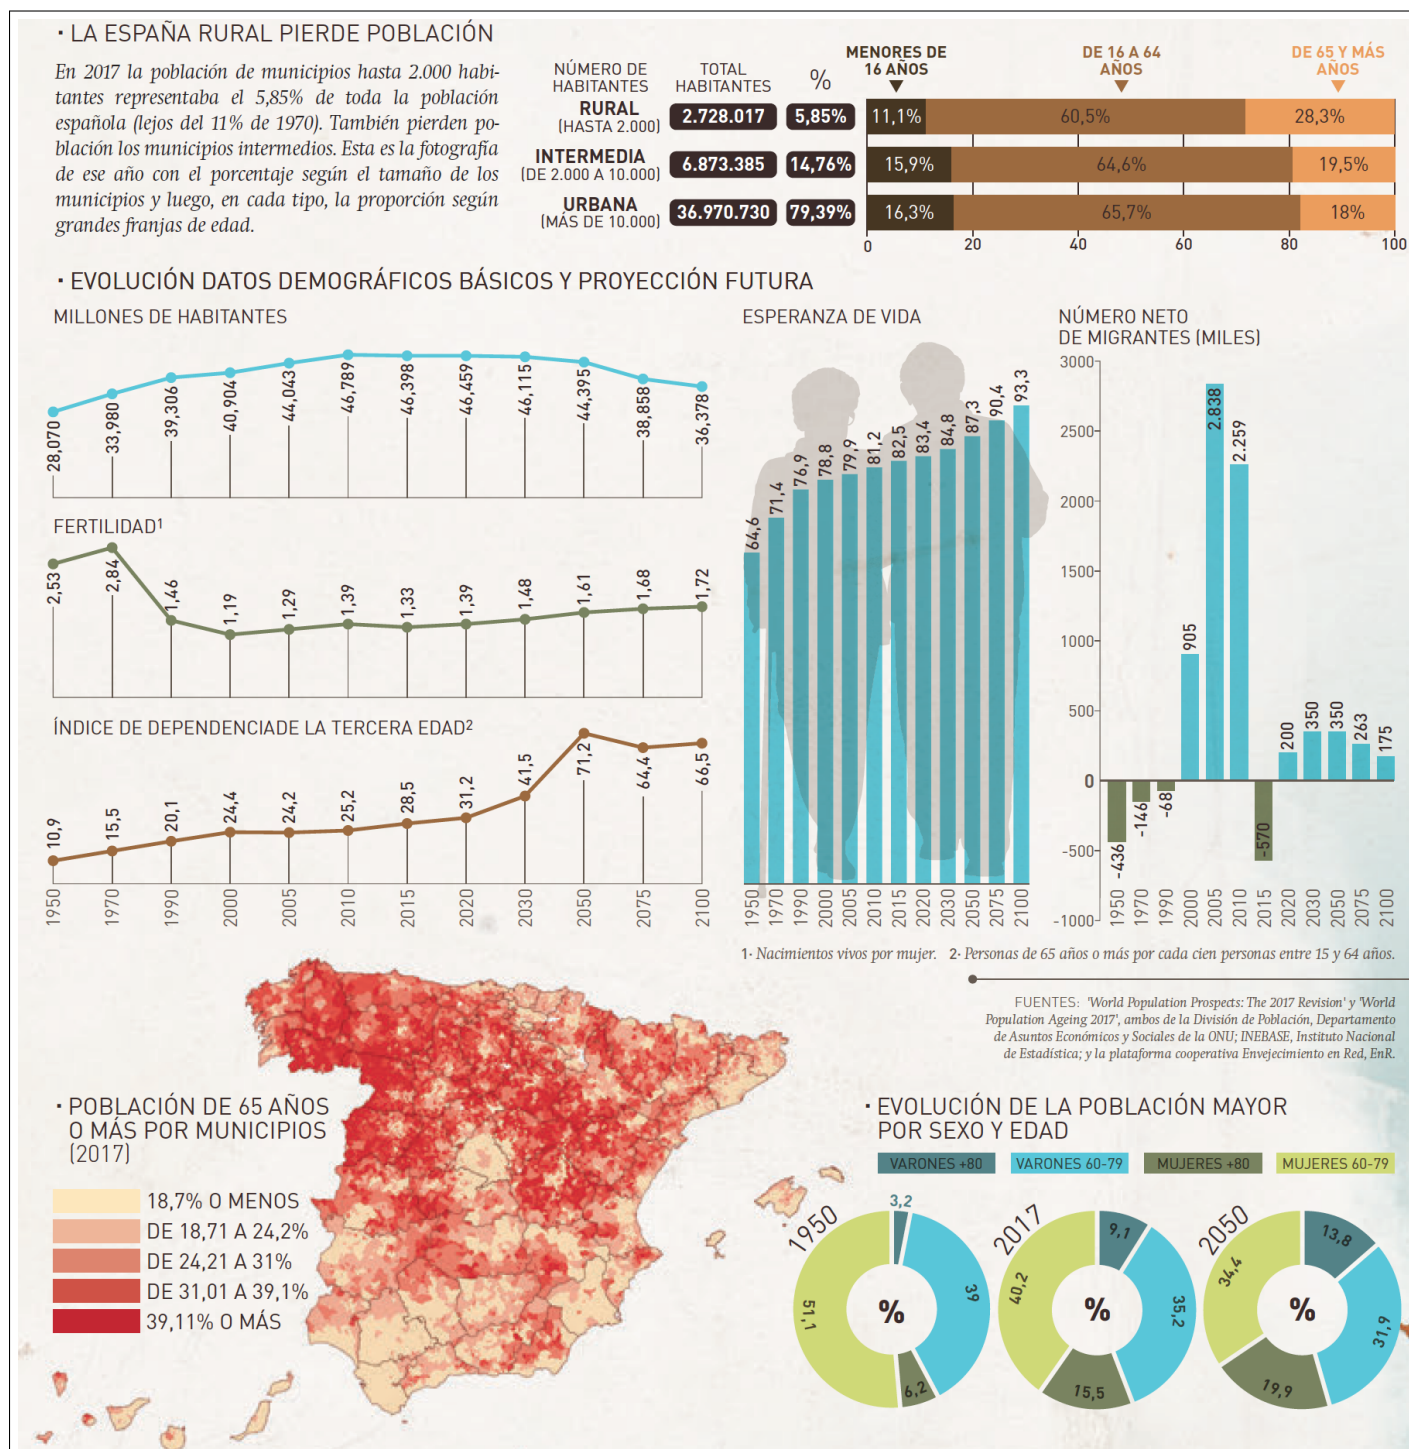 · LA ESPAÑA RURAL PIERDE POBLACIÓN
En 2017 la población de municipios hasta 2.000 habi-
tantes representaba el 5,85% de toda la población
española (lejos del 11% de 1970). También pierden po-
blación los municipios intermedios. Esta es la fotografía
de ese año con el porcentaje según el tamaño de los
municipios y luego, en cada tipo, la proporción según
grandes franjas de edad.
NÚMERO DE HABITANTES
TOTAL HABITANTES
%
MENORES DE 16 AÑOS
DE 16 A 64 AÑOS
DE 65 Y MÁS AÑOS
RURAL (HASTA 2.000) 2.728.017 5,85% 11,1% 60,5% 28,3%
INTERMEDIA (DE 2.000 A 10.000) 6.873.385 14,76% 15,9% 64,6% 19,5%
URBANA (MÁS DE 10.000) 36.970.730 79,39% 16,3% 65,7% 18%
0 20 40 60 80 100
· EVOLUCIÓN DATOS DEMOGRÁFICOS BÁSICOS Y PROYECCIÓN FUTURA
MILLONES DE HABITANTES
28,070 33,980 39,306 40,904 44,043 46,789 46,398 46,459 46,115 44,395 38,858 36,378
FERTILIDAD1
2,53 2,84 1,46 1,19 1,29 1,39 1,33 1,39 1,48 1,61 1,68 1,72
ÍNDICE DE DEPENDENCIADE LA TERCERA EDAD2
10,9 15,5 20,1 24,4 24,2 25,2 28,5 31,2 41,5 71,2 64,4 66,5
1950 1970 1990 2000 2005 2010 2015 2020 2030 2050 2075 2100
ESPERANZA DE VIDA
64,6 71,4 76,9 78,8 79,9 81,2 82,5 83,4 84,8 87,3 90,4 93,3
1950 1970 1990 2000 2005 2010 2015 2020 2030 2050 2075 2100
NÚMERO NETO
DE MIGRANTES (MILES)
3000
2500
2000
1500
1000
500
0
-500
-1000
-436 -146 -68 905 2.838 2.259 -570 200 350 350 263 175
1950 1970 1990 2000 2005 2010 2015 2020 2030 2050 2075 2100
1· Nacimientos vivos por mujer. 2· Personas de 65 años o más por cada cien personas entre 15 y 64 años.
FUENTES: 'World Population Prospects: The 2017 Revision' y 'World
Population Ageing 2017', ambos de la División de Población, Departamento
de Asuntos Económicos y Sociales de la ONU; INEBASE, Instituto Nacional
de Estadística; y la plataforma cooperativa Envejecimiento en Red, EnR.
· POBLACIÓN DE 65 AÑOS
O MÁS POR MUNICIPIOS
(2017)
18,7% O MENOS
DE 18,71 A 24,2%
DE 24,21 A 31%
DE 31,01 A 39,1%
39,11% O MÁS
· EVOLUCIÓN DE LA POBLACIÓN MAYOR
POR SEXO Y EDAD
VARONES +80 VARONES 60-79 MUJERES +80 MUJERES 60-79
1950 % 3,2 39 6,2 51,1
2017 % 9,1 35,2 15,5 40,2
2050 % 13,8 31,9 19,9 34,4